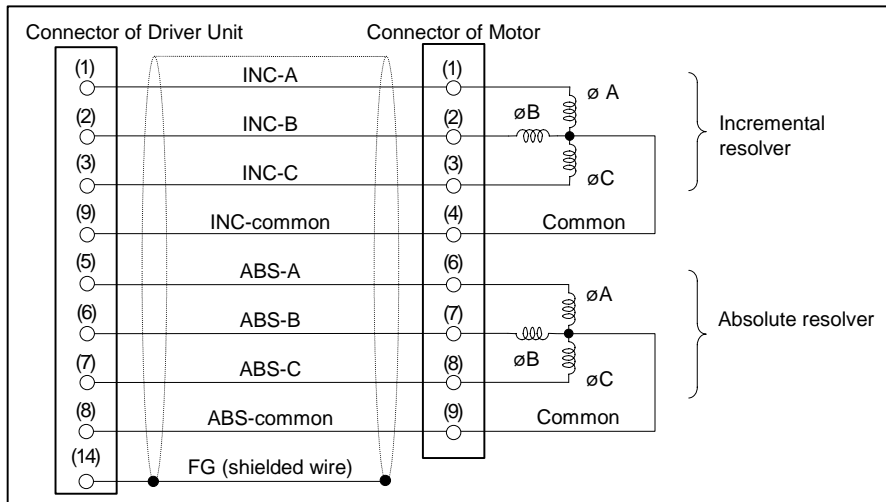 Connector of Driver Unit Connector of Motor
(1) INC-A (1) ø A
(2) INC-B (2) øB
Incremental
resolver
(3) INC-C (3) øC
(9) INC-common (4) Common
(5) ABS-A (6) øA
(6) ABS-B (7) øB
Absolute resolver
(7) ABS-C (8) øC
(8) ABS-common (9) Common
(14) FG (shielded wire)